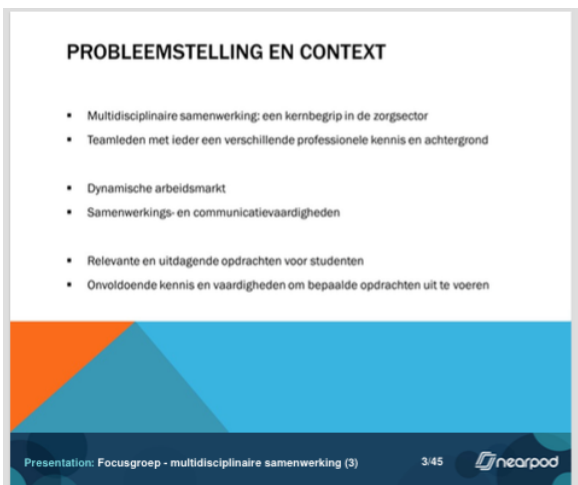 PROBLEEMSTELLING EN CONTEXT
▪ Multidisciplinaire samenwerking: een kernbegrip in de zorgsector
▪ Teamleden met ieder een verschillende professionele kennis en achtergrond
▪ Dynamische arbeidsmarkt
▪ Samenwerkings- en communicatievaardigheden
▪ Relevante en uitdagende opdrachten voor studenten
▪ Onvoldoende kennis en vaardigheden om bepaalde opdrachten uit te voeren
Presentation: Focusgroep - multidisciplinaire samenwerking (3) 3/45 nearpod